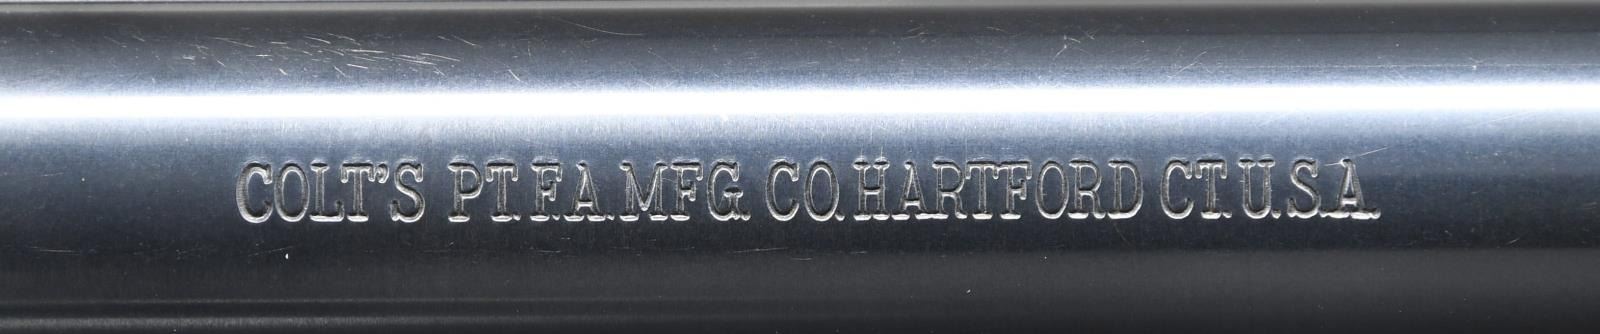 COLT'S PT. F.A. MFG. CO. HARTFORD CT. U.S.A.